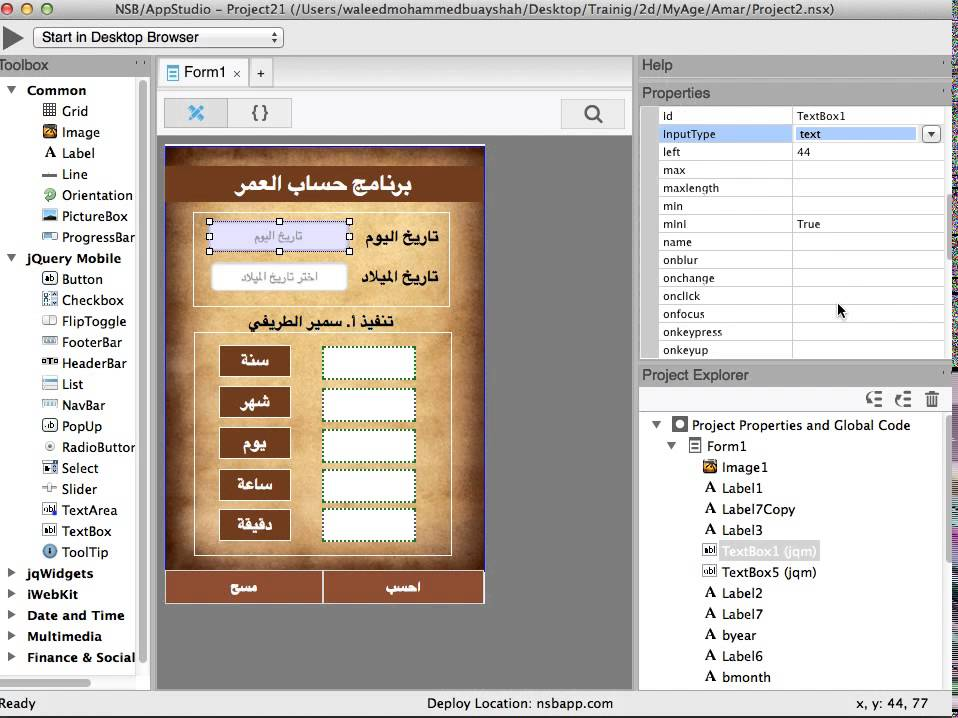 NSB/AppStudio - Project21 (/Users/waleedmohammedbuayshah/Desktop/Trainig/2d/MyAge/Amar/Project2.nsx)
Start in Desktop Browser
Toolbox
Common
Grid
Image
Label
Line
Orientation
PictureBox
ProgressBar
jQuery Mobile
Button
Checkbox
FlipToggle
FooterBar
HeaderBar
List
NavBar
PopUp
RadioButtor
Select
Slider
TextArea
TextBox
ToolTip
jqWidgets
iWebKit
Date and Time
Multimedia
Finance & Social
Form1 × +
{ }
برنامج حساب العمر
تاريخ اليوم
تاريخ اليوم
تاريخ الميلاد
اختر تاريخ الميلاد
تنفيذ أ. سمير الطريفي
سنة
شهر
يوم
ساعة
دقيقة
احسب
مسح
Help
Properties
Id TextBox1
InputType text
left 44
max
maxlength
min
mini True
name
onblur
onchange
onclick
onfocus
onkeypress
onkeyup
Project Explorer
Project Properties and Global Code
Form1
Image1
Label1
Label7Copy
Label3
TextBox1 (jqm)
TextBox5 (jqm)
Label2
Label7
byear
Label6
bmonth
Ready
Deploy Location: nsbapp.com
x, y: 44, 77